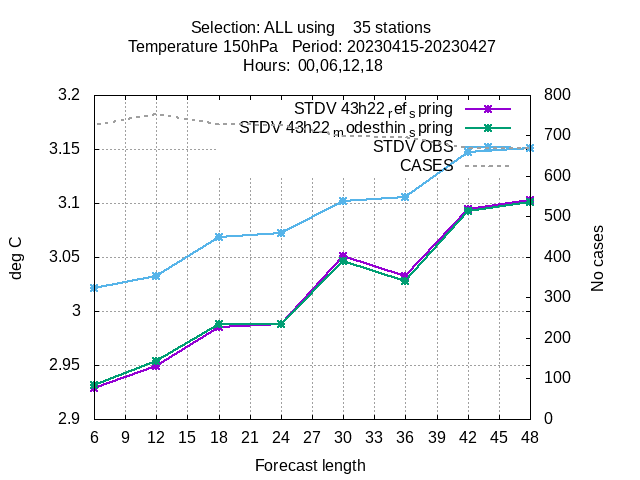 Selection: ALL using 35 stations
Temperature 150hPa Period: 20230415-20230427
Hours: 00,06,12,18
3.2
3.15
3.1
3.05
3
2.95
2.9
deg C
800
700
600
500
400
300
200
100
0
No cases
STDV 43h22refspring
STDV 43h22modesthinspring
STDV OBS
CASES
6 9 12 15 18 21 24 27 30 33 36 39 42 45 48
Forecast length